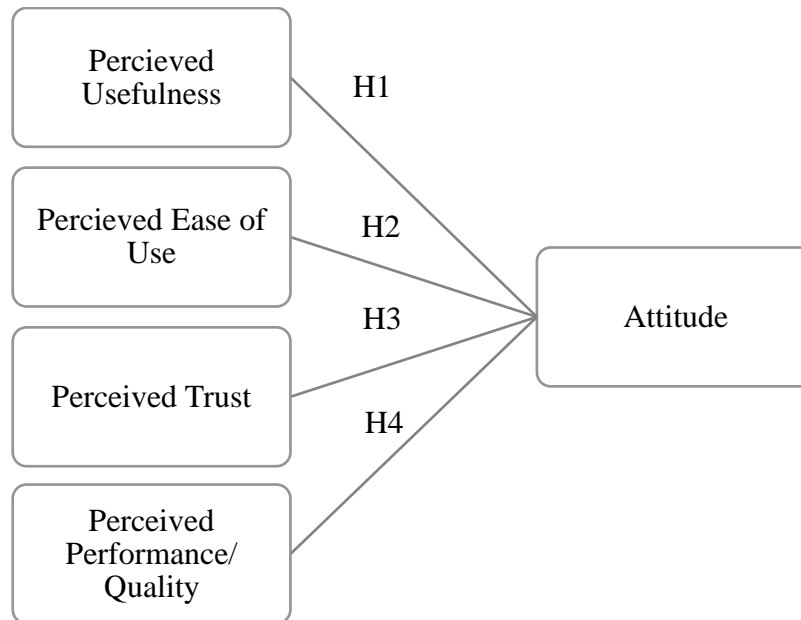 Percieved
Usefulness
H1
Percieved Ease of
Use
H2
H3
Perceived Trust
H4
Perceived
Performance/
Quality
Attitude